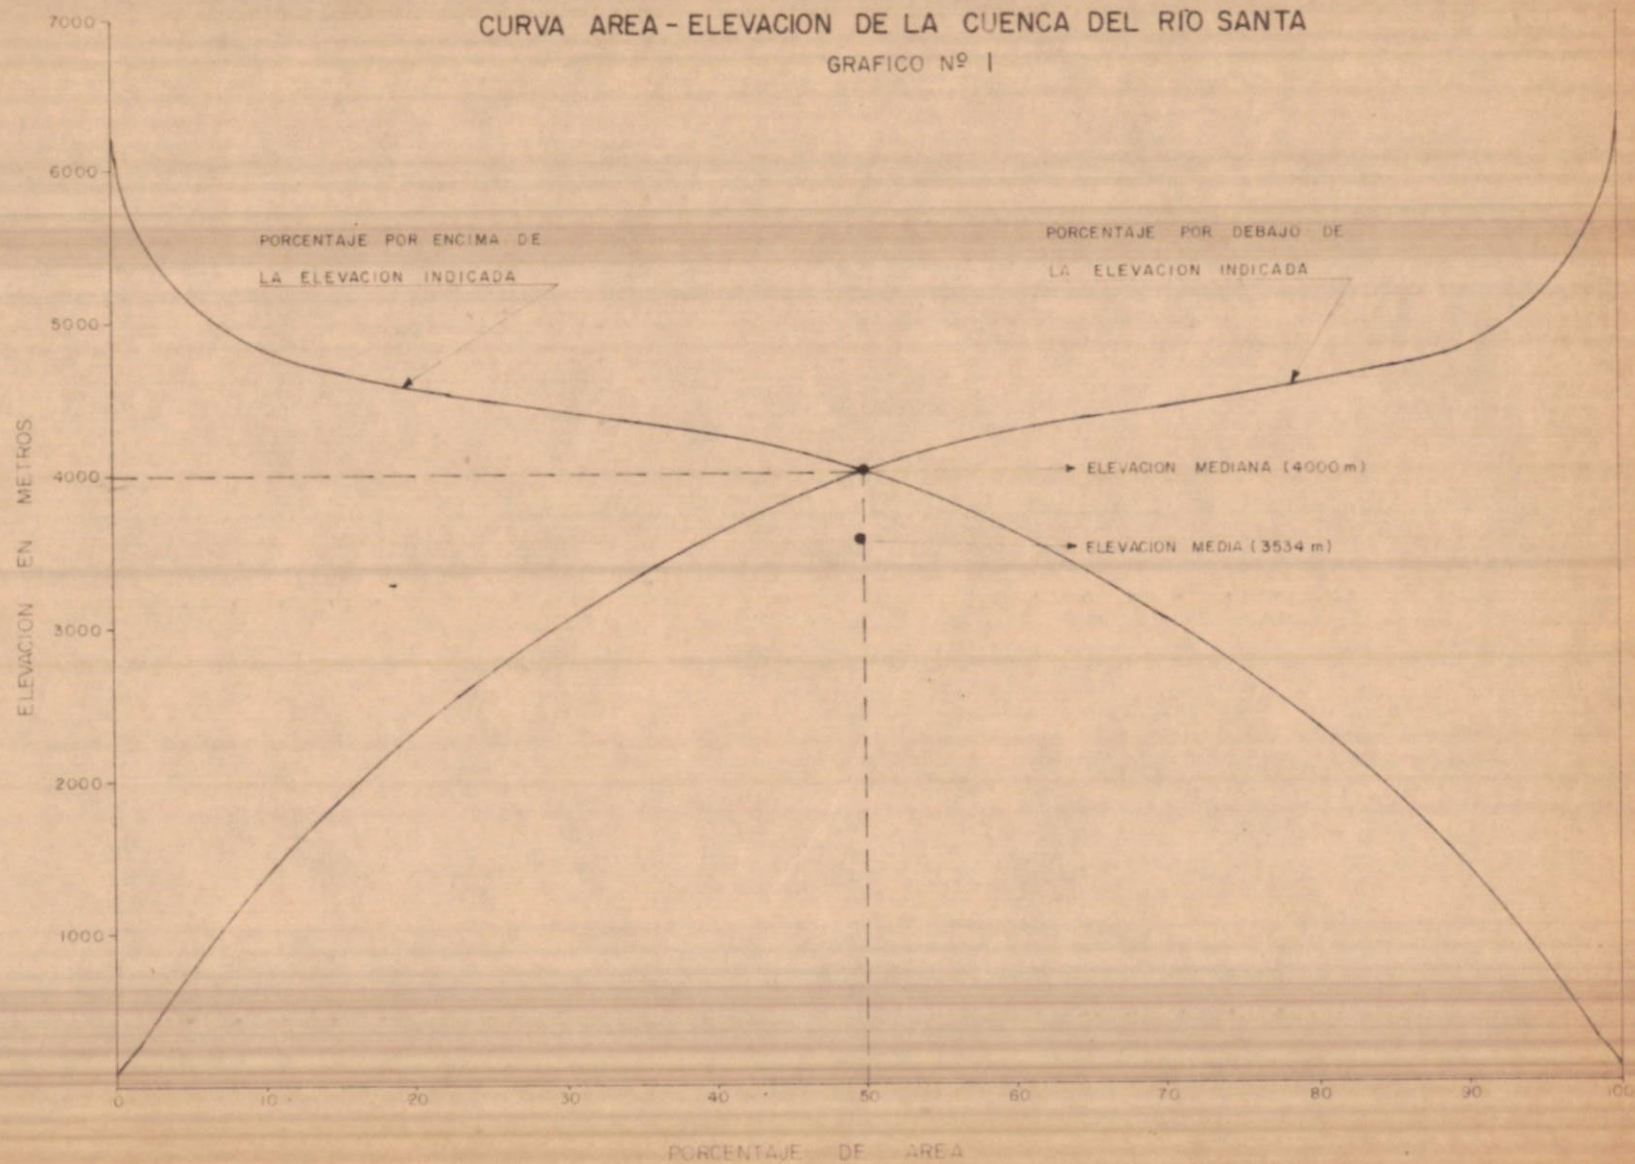 CURVA AREA - ELEVACION DE LA CUENCA DEL RIO SANTA
GRAFICO Nº 1
7000
6000
5000
4000
3000
2000
1000
ELEVACION EN METROS
PORCENTAJE POR ENCIMA DE
LA ELEVACION INDICADA
PORCENTAJE POR DEBAJO DE
LA ELEVACION INDICADA
ELEVACION MEDIANA (4000 m)
ELEVACION MEDIA (3534 m)
0 10 20 30 40 50 60 70 80 90 100
PORCENTAJE DE AREA